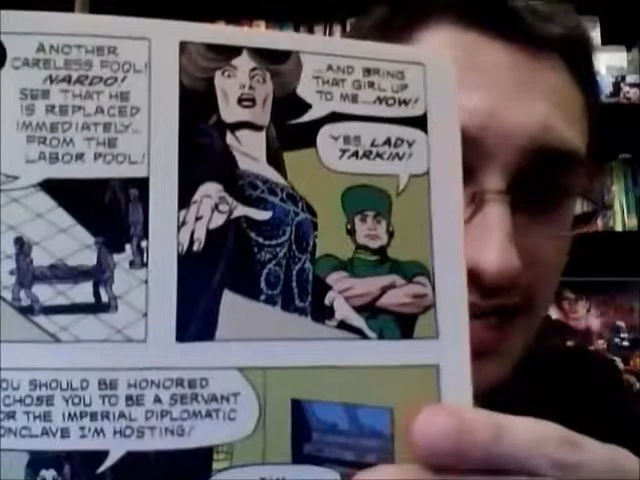 ANOTHER
CARELESS FOOL!
NARDO!
SEE THAT HE
IS REPLACED
IMMEDIATELY...
FROM THE
LABOR POOL!
...AND BRING
THAT GIRL UP
TO ME...NOW!
YES, LADY
TARKIN!
OU SHOULD BE HONORED
CHOSE YOU TO BE A SERVANT
OR THE IMPERIAL DIPLOMATIC
ONCLAVE I'M HOSTING!